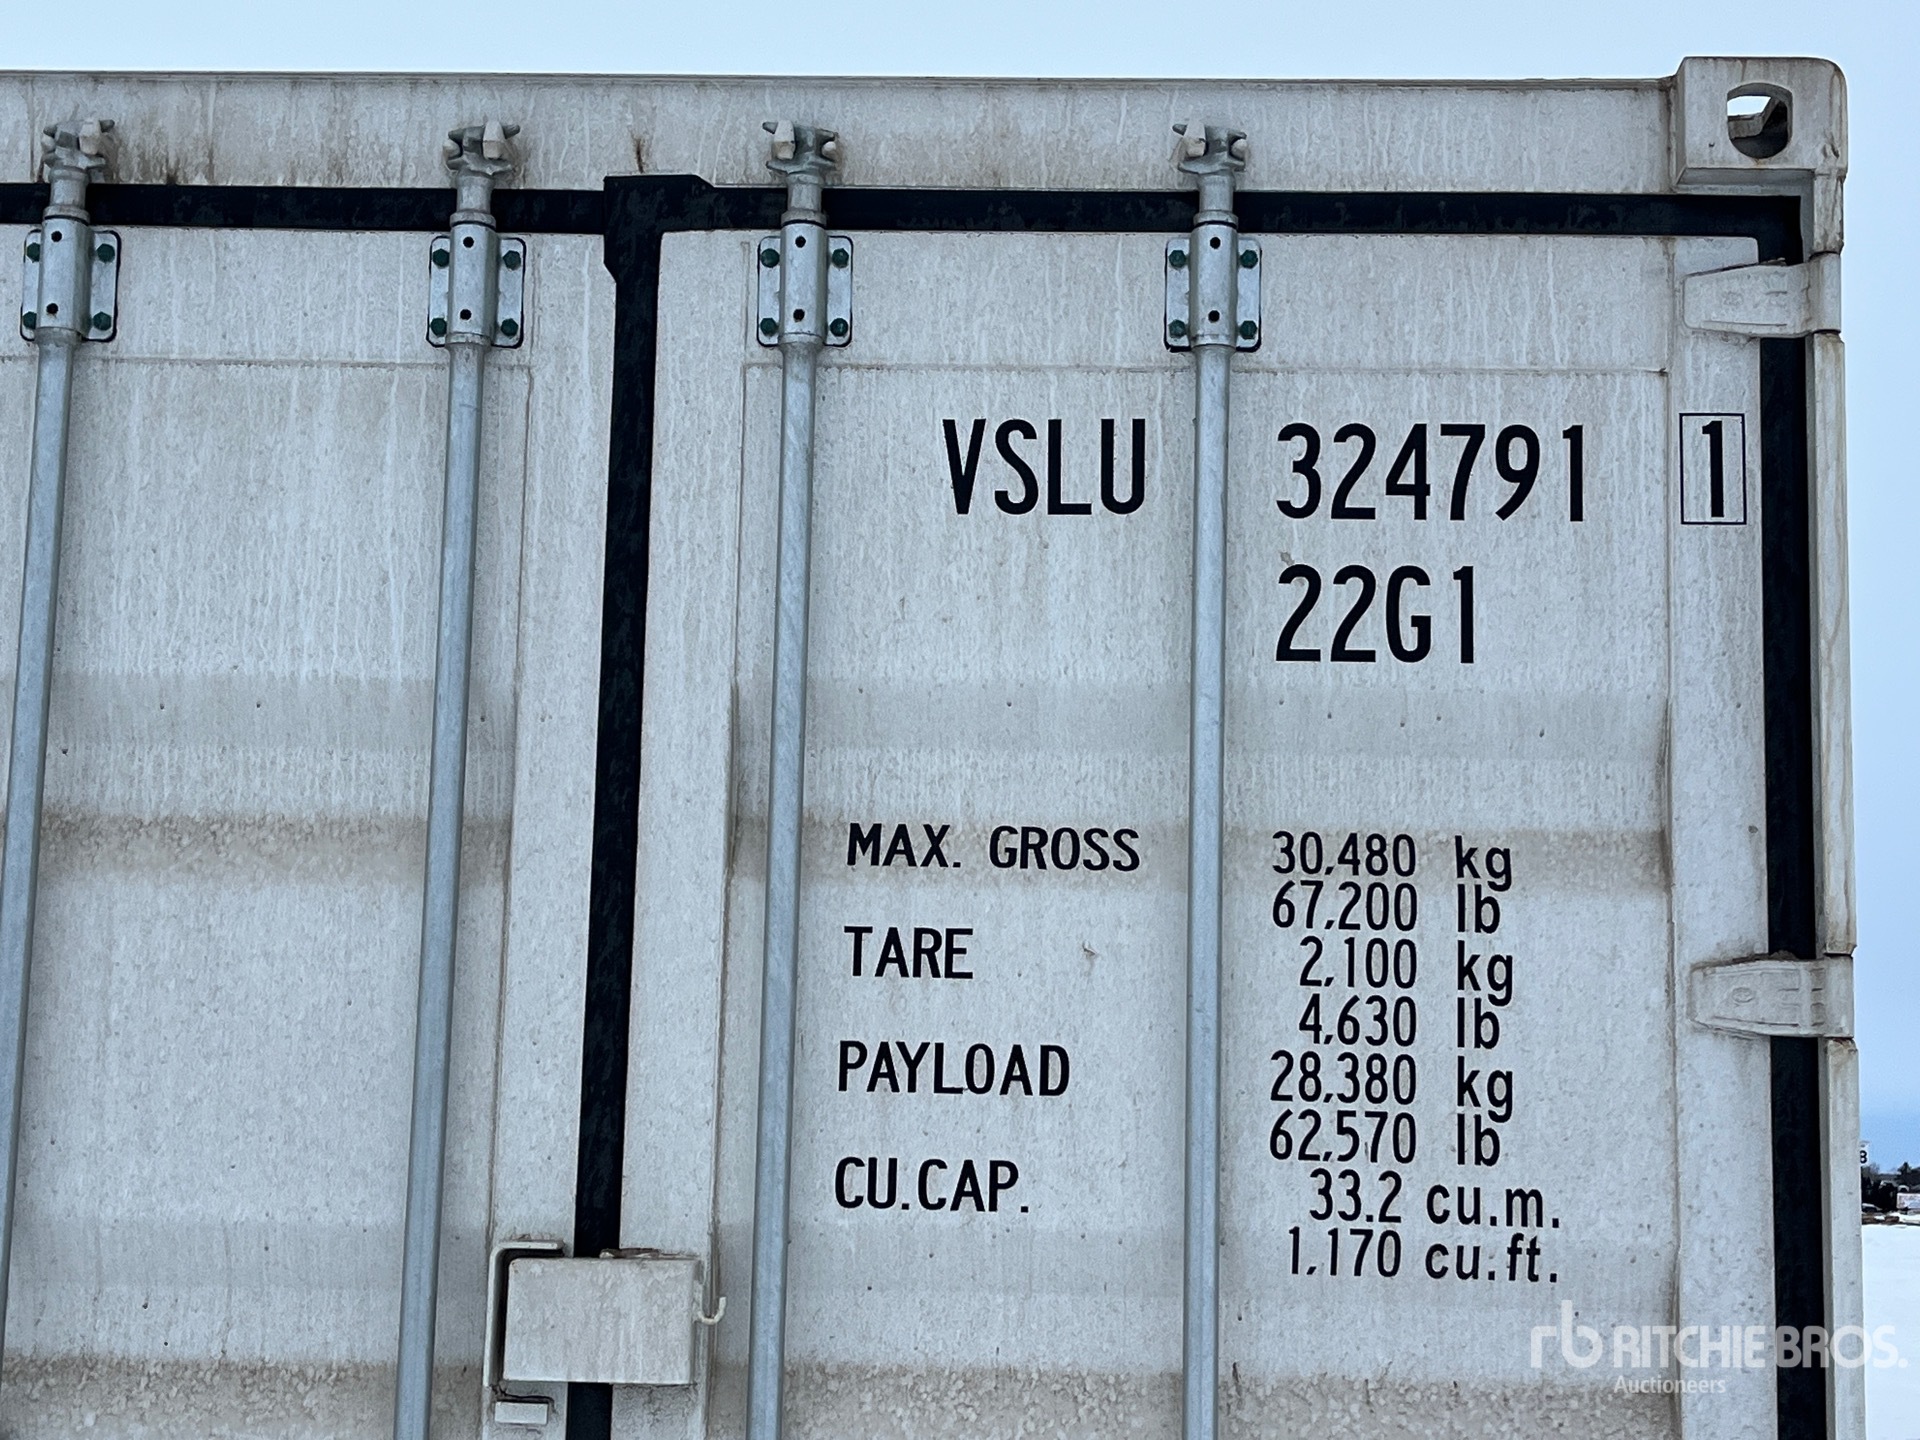 VSLU 324791 1
22G1
MAX. GROSS 30,480 kg
67,200 lb
TARE 2,100 kg
4,630 lb
PAYLOAD 28,380 kg
62,570 lb
CU.CAP. 33.2 cu.m.
1,170 cu.ft.
rb RITCHIE BROS.
Auctioneers